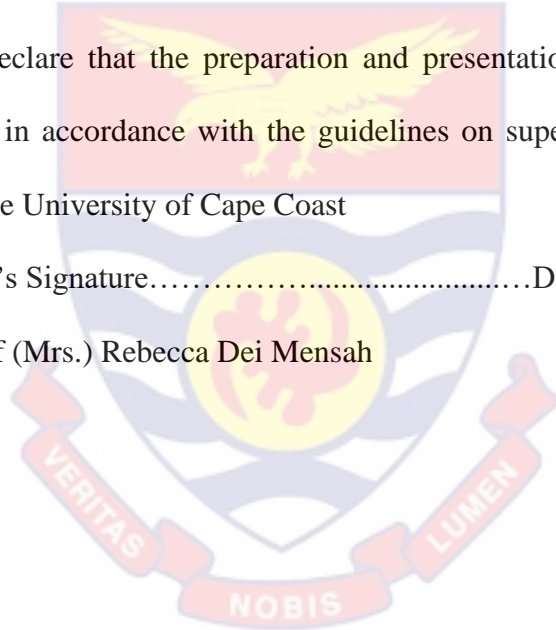 eclare that the preparation and presentatio
in accordance with the guidelines on supe
e University of Cape Coast
's Signature……………..........................…D
f (Mrs.) Rebecca Dei Mensah
VERITAS
NOBIS
LUMEN